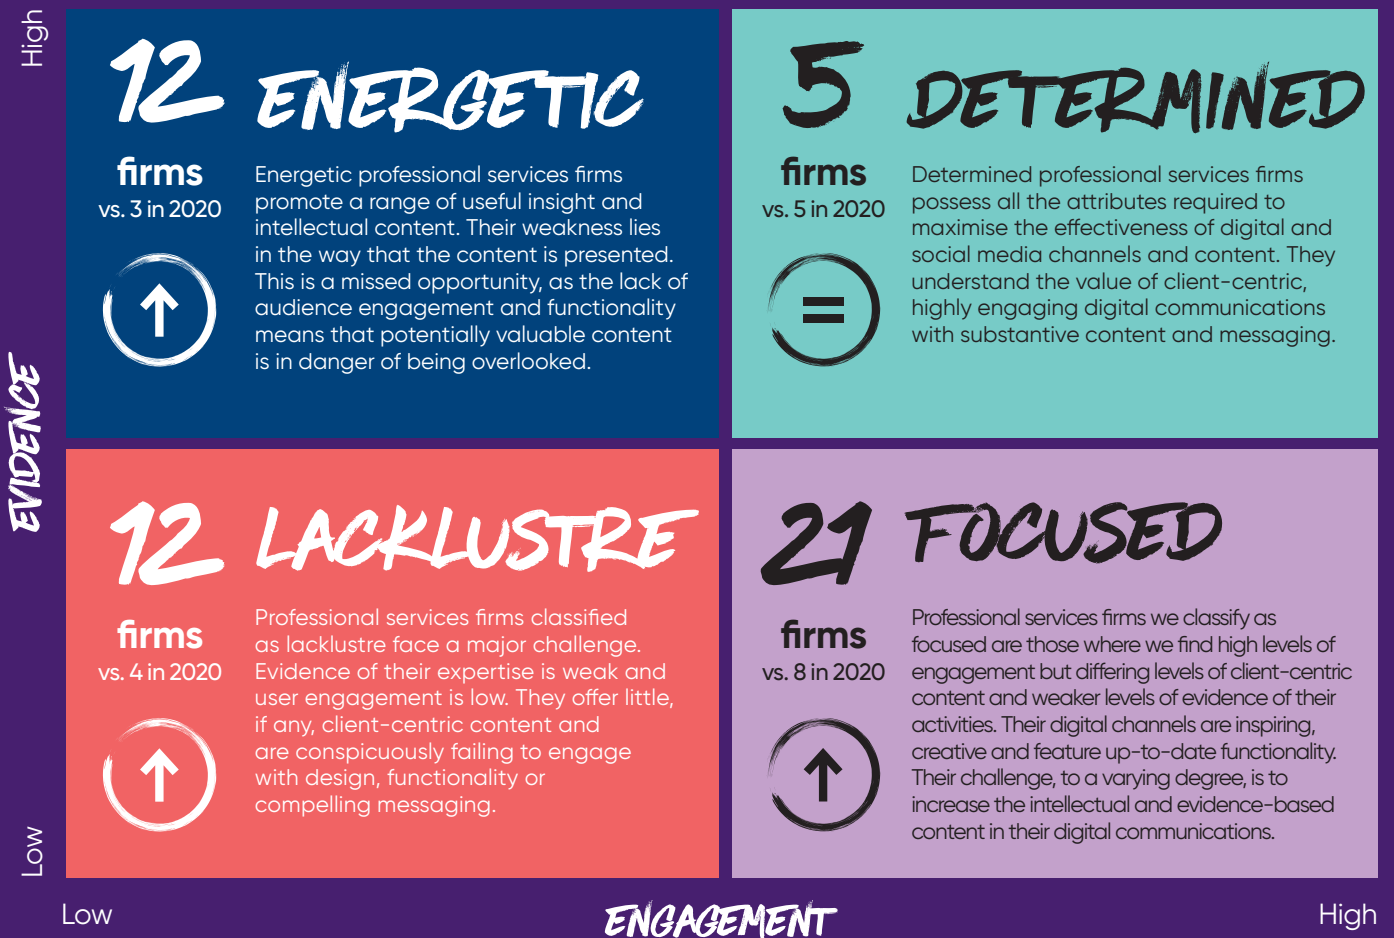 High
12 ENERGETIC
firms
vs. 3 in 2020
Energetic professional services firms
promote a range of useful insight and
intellectual content. Their weakness lies
in the way that the content is presented.
This is a missed opportunity, as the lack of
audience engagement and functionality
means that potentially valuable content
is in danger of being overlooked.
5 DETERMINED
firms
vs. 5 in 2020
Determined professional services firms
possess all the attributes required to
maximise the effectiveness of digital and
social media channels and content. They
understand the value of client-centric,
highly engaging digital communications
with substantive content and messaging.
EVIDENCE
12 LACKLUSTRE
firms
vs. 4 in 2020
Professional services firms classified
as lacklustre face a major challenge.
Evidence of their expertise is weak and
user engagement is low. They offer little,
if any, client-centric content and
are conspicuously failing to engage
with design, functionality or
compelling messaging.
21 FOCUSED
firms
vs. 8 in 2020
Professional services firms we classify as
focused are those where we find high levels of
engagement but differing levels of client-centric
content and weaker levels of evidence of their
activities. Their digital channels are inspiring,
creative and feature up-to-date functionality.
Their challenge, to a varying degree, is to
increase the intellectual and evidence-based
content in their digital communications.
Low
Low
ENGAGEMENT
High